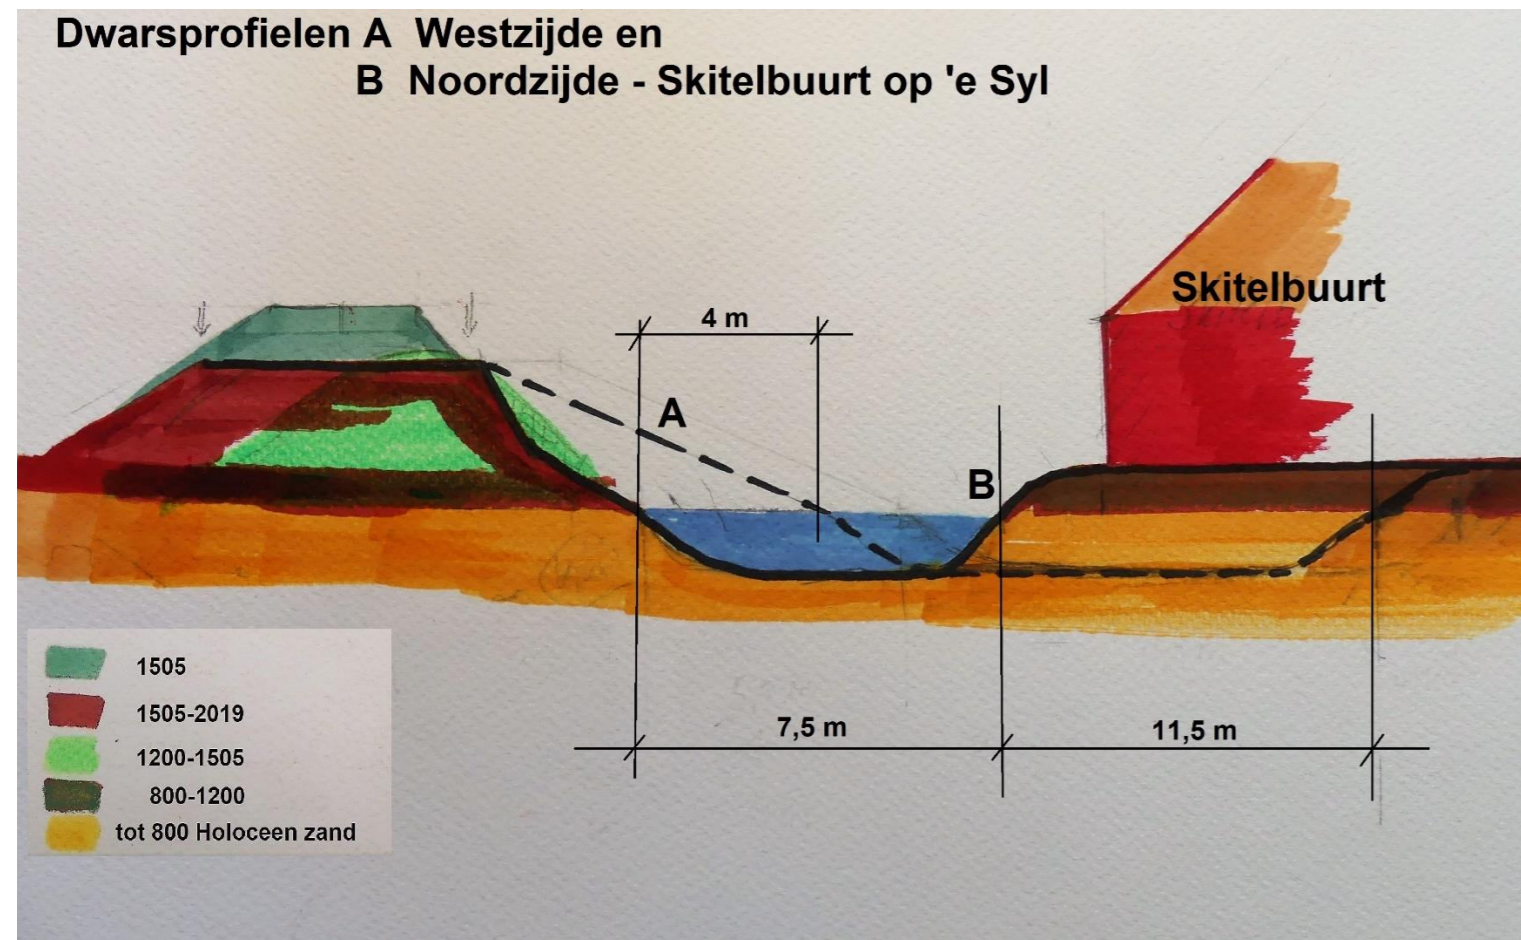 Dwarsprofielen A Westzijde en
B Noordzijde - Skitelbuurt op 'e Syl
Skitelbuurt
4 m
A
B
7,5 m
11,5 m
1505
1505-2019
1200-1505
800-1200
tot 800 Holoceen zand